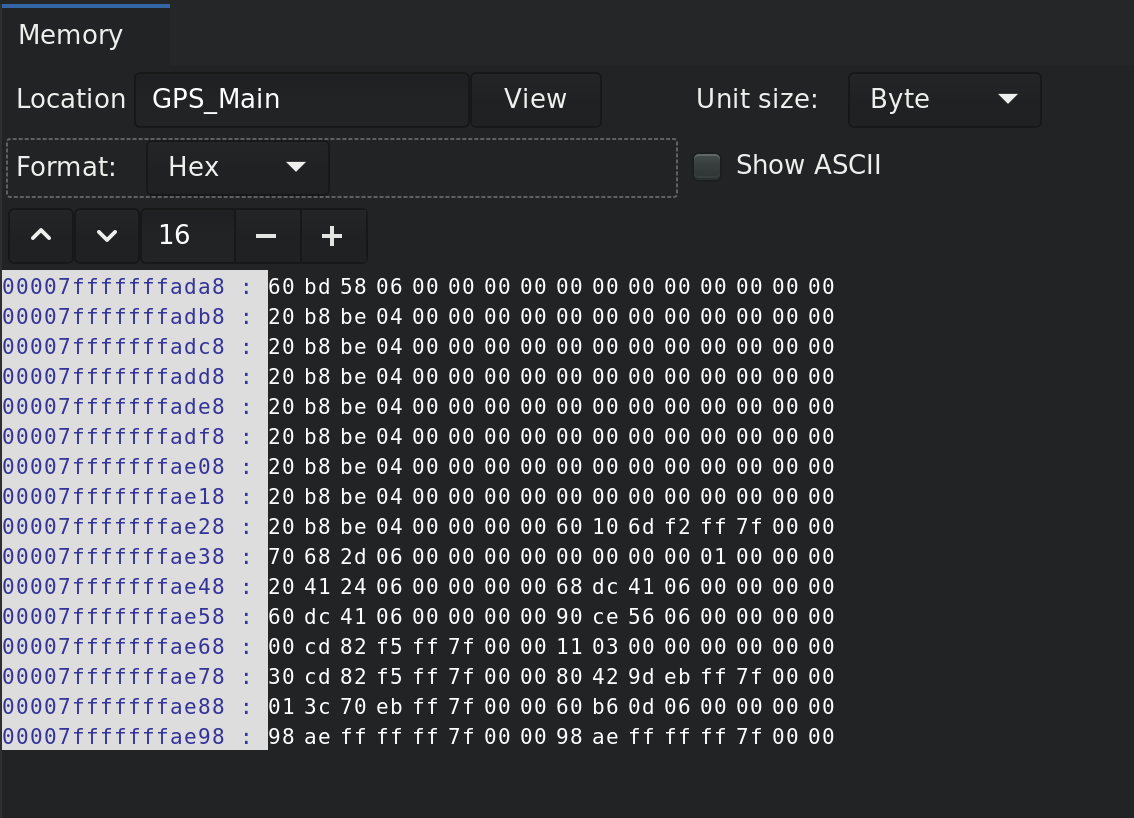 Memory
Location GPS_Main View Unit size: Byte
Format: Hex Show ASCII
16
00007fffffffada8 : 60 bd 58 06 00 00 00 00 00 00 00 00 00 00 00 00
00007fffffffadb8 : 20 b8 be 04 00 00 00 00 00 00 00 00 00 00 00 00
00007fffffffadc8 : 20 b8 be 04 00 00 00 00 00 00 00 00 00 00 00 00
00007fffffffadd8 : 20 b8 be 04 00 00 00 00 00 00 00 00 00 00 00 00
00007fffffffade8 : 20 b8 be 04 00 00 00 00 00 00 00 00 00 00 00 00
00007fffffffadf8 : 20 b8 be 04 00 00 00 00 00 00 00 00 00 00 00 00
00007fffffffae08 : 20 b8 be 04 00 00 00 00 00 00 00 00 00 00 00 00
00007fffffffae18 : 20 b8 be 04 00 00 00 00 00 00 00 00 00 00 00 00
00007fffffffae28 : 20 b8 be 04 00 00 00 00 60 10 6d f2 ff 7f 00 00
00007fffffffae38 : 70 68 2d 06 00 00 00 00 00 00 00 00 01 00 00 00
00007fffffffae48 : 20 41 24 06 00 00 00 00 68 dc 41 06 00 00 00 00
00007fffffffae58 : 60 dc 41 06 00 00 00 00 90 ce 56 06 00 00 00 00
00007fffffffae68 : 00 cd 82 f5 ff 7f 00 00 11 03 00 00 00 00 00 00
00007fffffffae78 : 30 cd 82 f5 ff 7f 00 00 80 42 9d eb ff 7f 00 00
00007fffffffae88 : 01 3c 70 eb ff 7f 00 00 60 b6 0d 06 00 00 00 00
00007fffffffae98 : 98 ae ff ff ff 7f 00 00 98 ae ff ff ff 7f 00 00